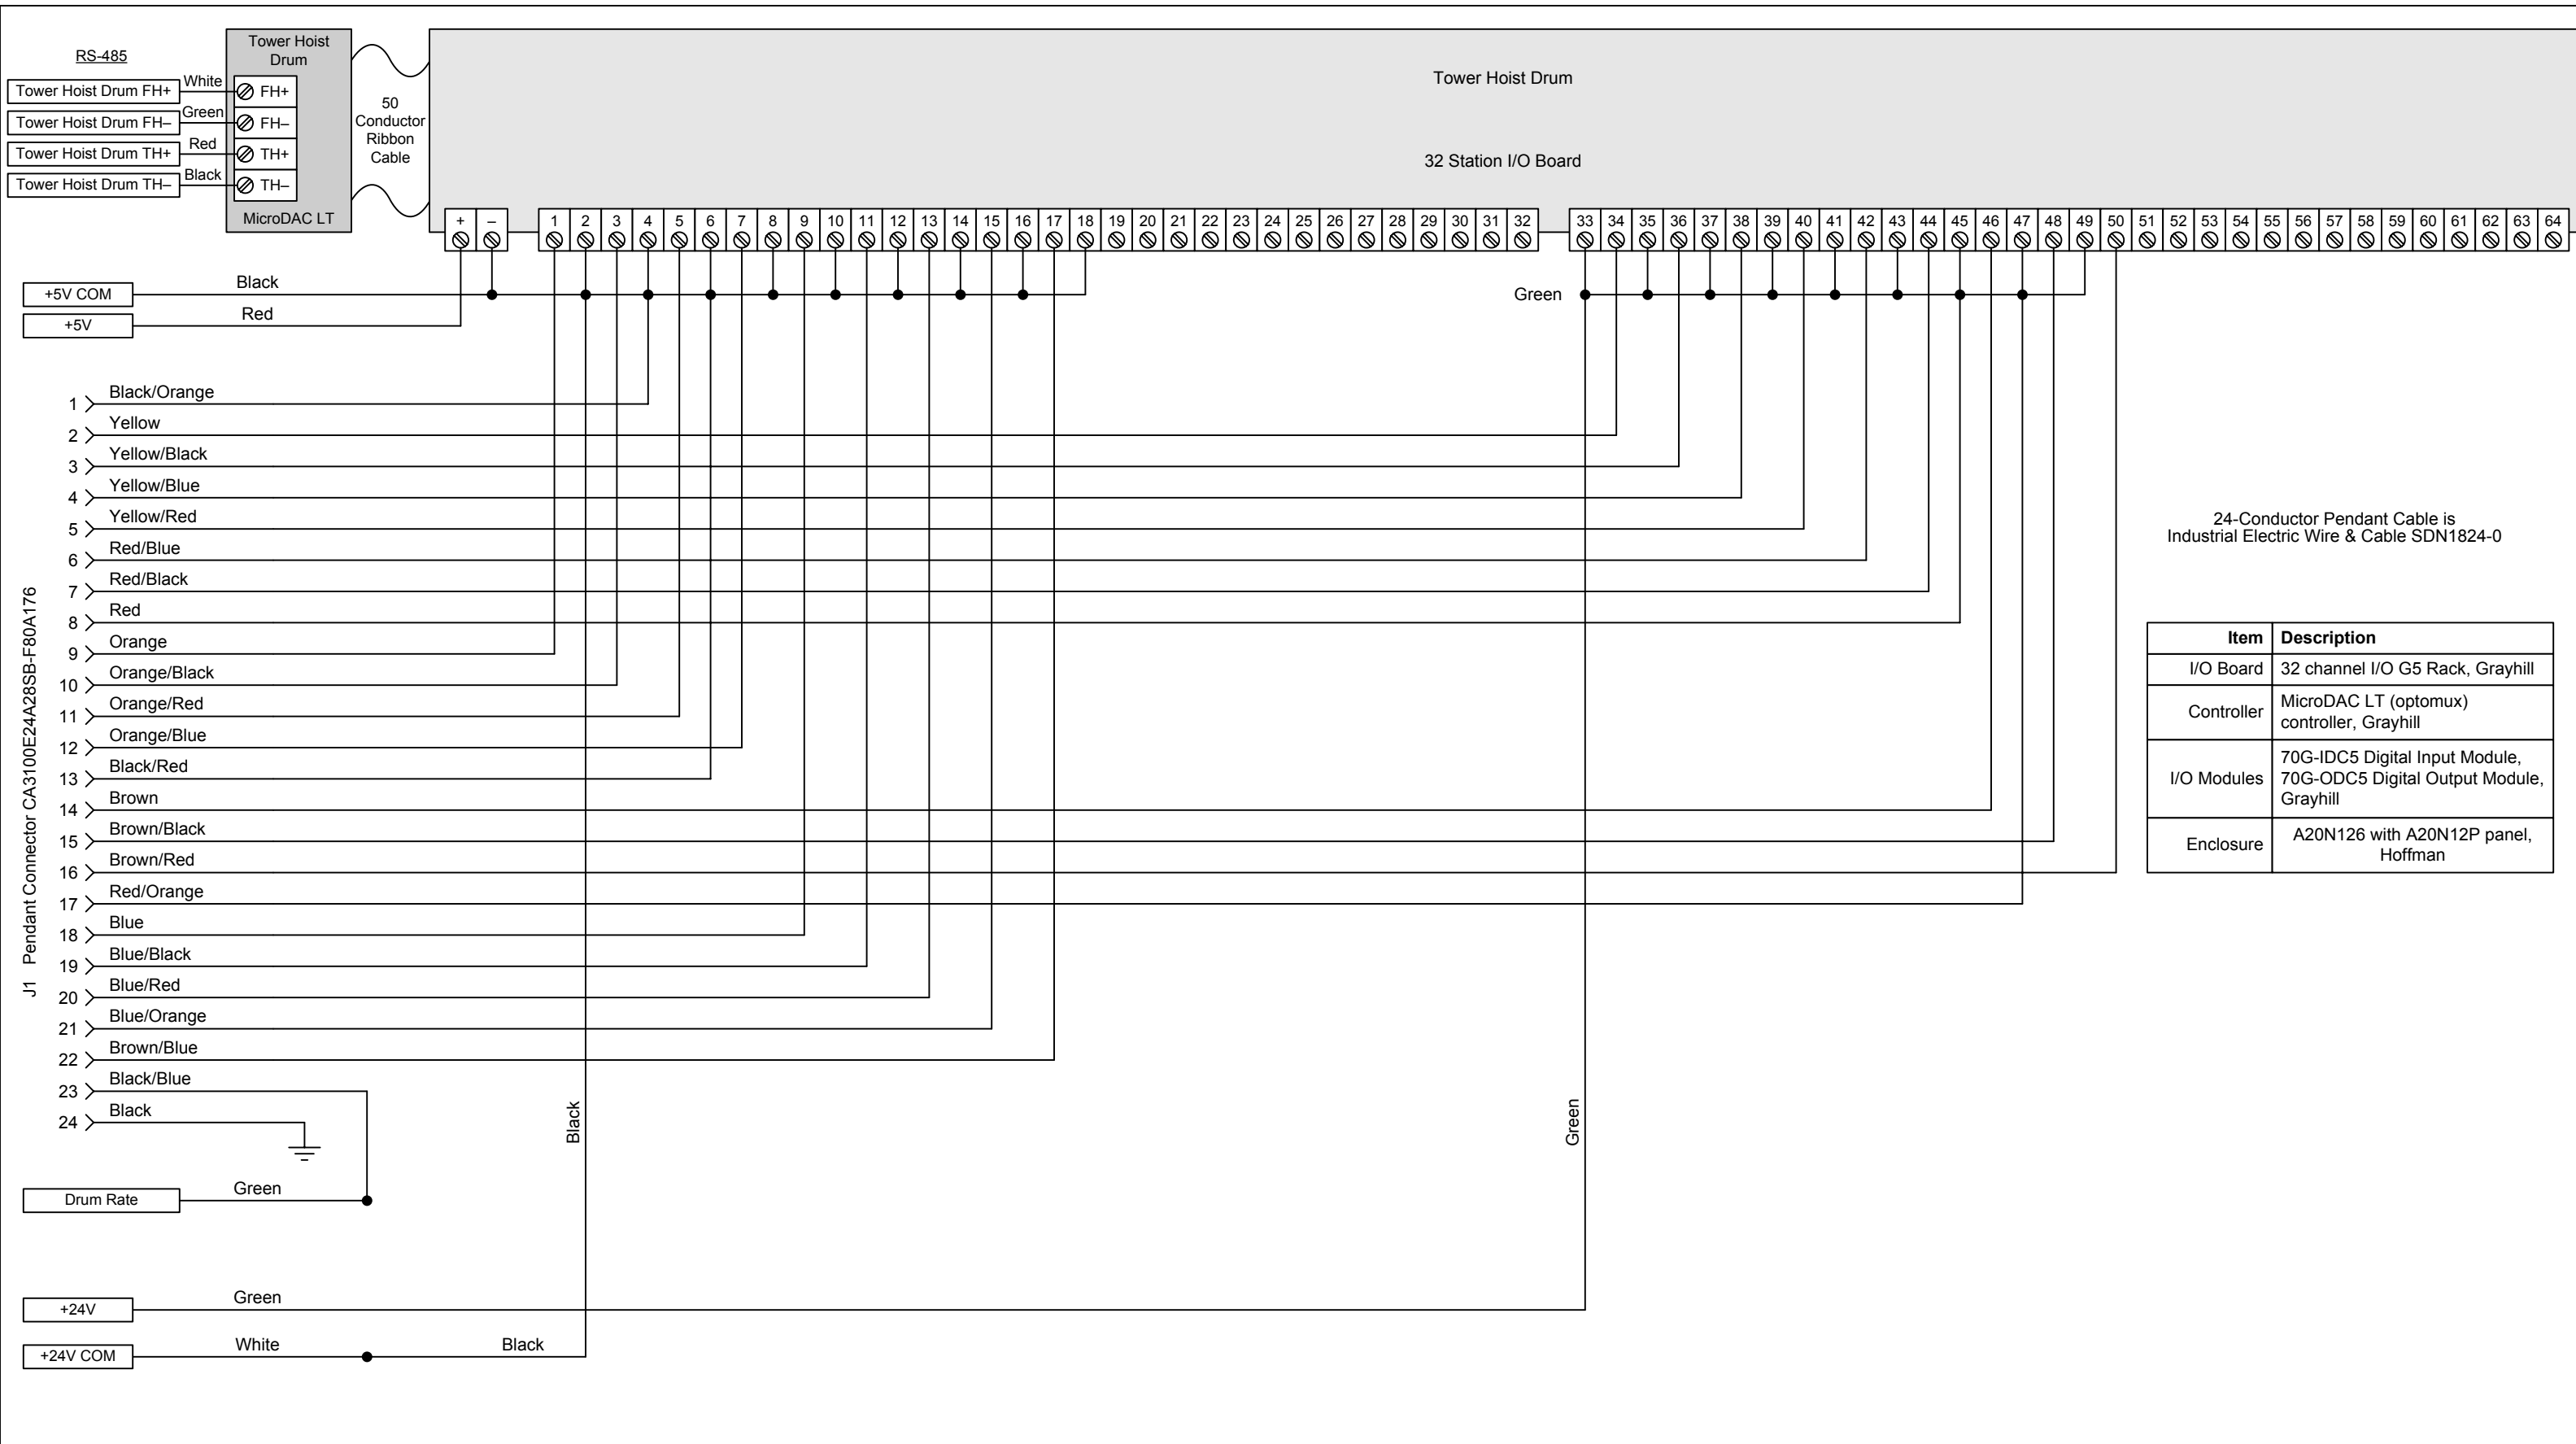 RS-485
Tower Hoist
Drum
Tower Hoist Drum FH+
White
FH+
Tower Hoist Drum FH–
Green
FH–
Tower Hoist Drum TH+
Red
TH+
Tower Hoist Drum TH–
Black
TH–
MicroDAC LT
50
Conductor
Ribbon
Cable
Tower Hoist Drum
32 Station I/O Board
+ – 1 2 3 4 5 6 7 8 9 10 11 12 13 14 15 16 17 18 19 20 21 22 23 24 25 26 27 28 29 30 31 32 33 34 35 36 37 38 39 40 41 42 43 44 45 46 47 48 49 50 51 52 53 54 55 56 57 58 59 60 61 62 63 64
+5V COM
Black
Green
+5V
Red
J1 Pendant Connector CA3100E24A28SB-F80A176
1 Black/Orange
2 Yellow
3 Yellow/Black
4 Yellow/Blue
5 Yellow/Red
6 Red/Blue
7 Red/Black
8 Red
9 Orange
10 Orange/Black
11 Orange/Red
12 Orange/Blue
13 Black/Red
14 Brown
15 Brown/Black
16 Brown/Red
17 Red/Orange
18 Blue
19 Blue/Black
20 Blue/Red
21 Blue/Orange
22 Brown/Blue
23 Black/Blue
24 Black
Black
Green
Drum Rate
Green
+24V
Green
+24V COM
White
Black
24-Conductor Pendant Cable is
Industrial Electric Wire & Cable SDN1824-0
Item Description
I/O Board 32 channel I/O G5 Rack, Grayhill
Controller MicroDAC LT (optomux)
controller, Grayhill
I/O Modules 70G-IDC5 Digital Input Module,
70G-ODC5 Digital Output Module,
Grayhill
Enclosure A20N126 with A20N12P panel,
Hoffman